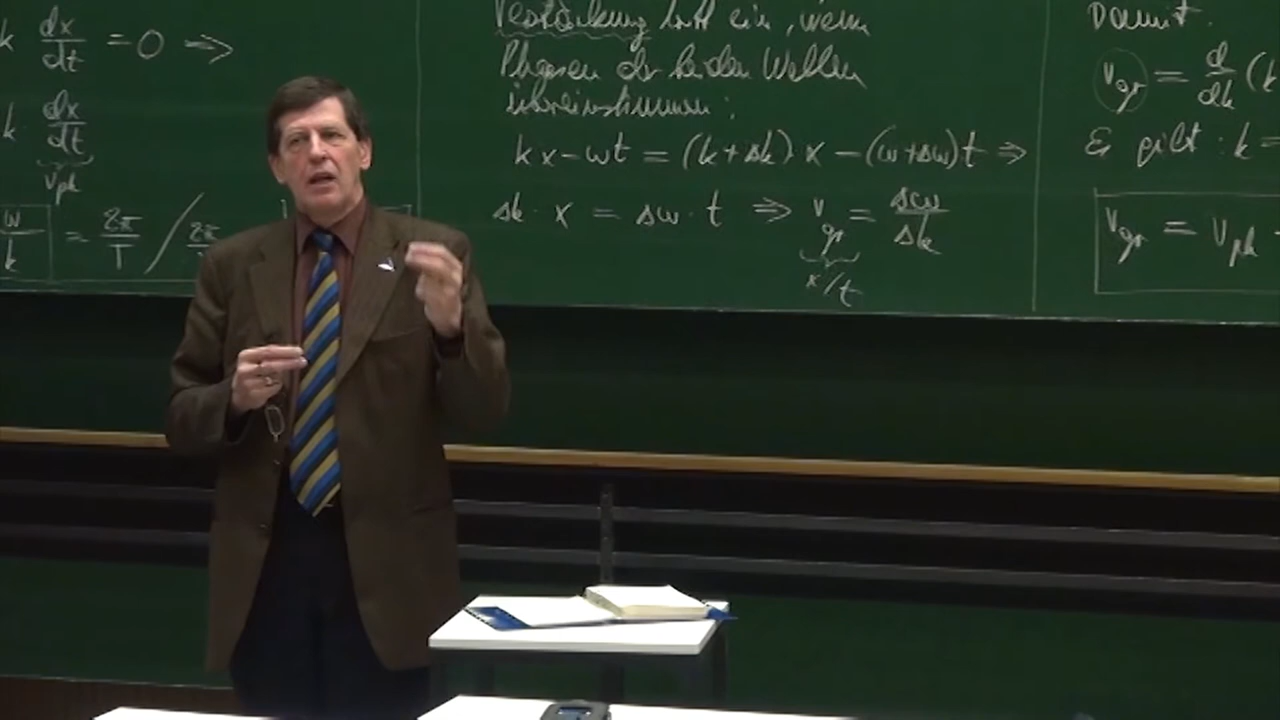 k dx/dt = 0 ⇒
k · dx/dt
v_ph
w/k = 2π/T / 2π
Verstärkung tritt ein, wenn
Phasen der beiden Wellen
übereinstimmen:
kx - ωt = (k + Δk) · x - (ω + Δω)t ⇒
Δk · x = Δω · t ⇒ v_gr = Δω/Δk
x/t
Damit:
v_gr = d/dk (k
Es gilt: k =
v_gr = v_ph -